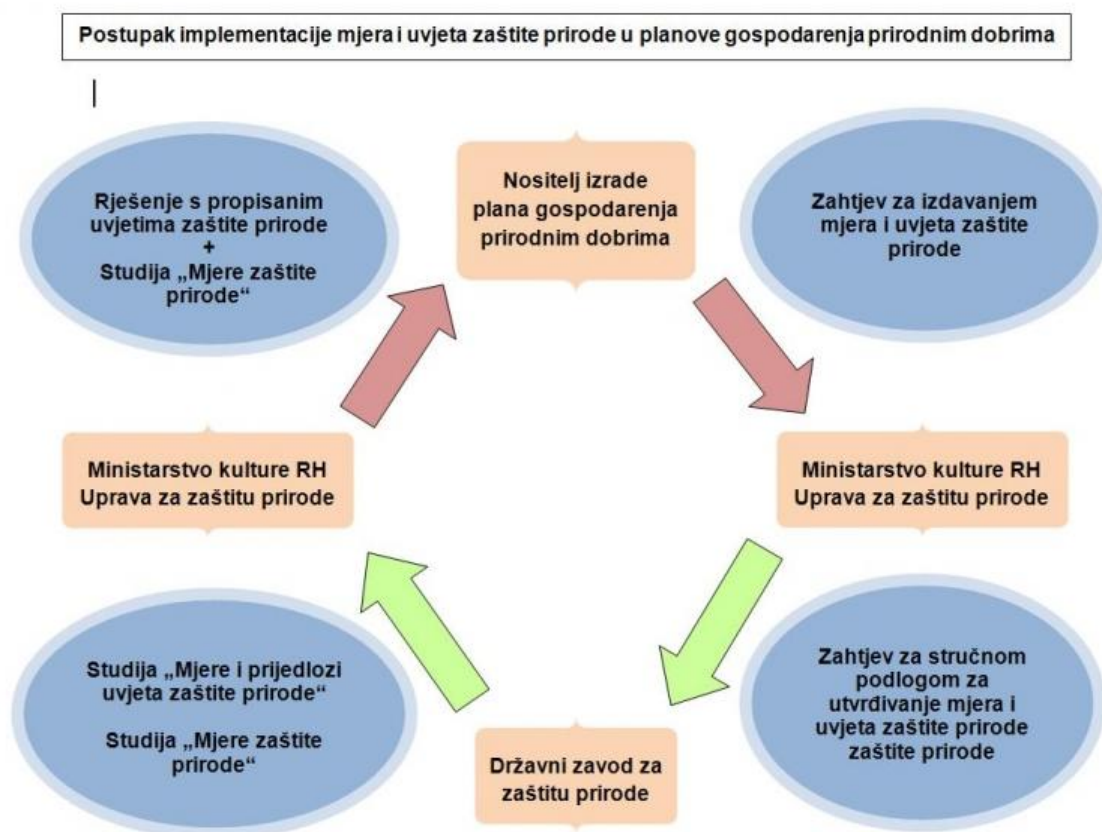 Postupak implementacije mjera i uvjeta zaštite prirode u planove gospodarenja prirodnim dobrima
Rješenje s propisanim
uvjetima zaštite prirode
+
Studija „Mjere zaštite
prirode“
Nositelj izrade
plana gospodarenja
prirodnim dobrima
Zahtjev za izdavanjem
mjera i uvjeta zaštite
prirode
Ministarstvo kulture RH
Uprava za zaštitu prirode
Ministarstvo kulture RH
Uprava za zaštitu prirode
Studija „Mjere i prijedlozi
uvjeta zaštite prirode“
Studija „Mjere zaštite
prirode“
Državni zavod za
zaštitu prirode
Zahtjev za stručnom
podlogom za
utvrđivanje mjera i
uvjeta zaštite prirode
zaštite prirode